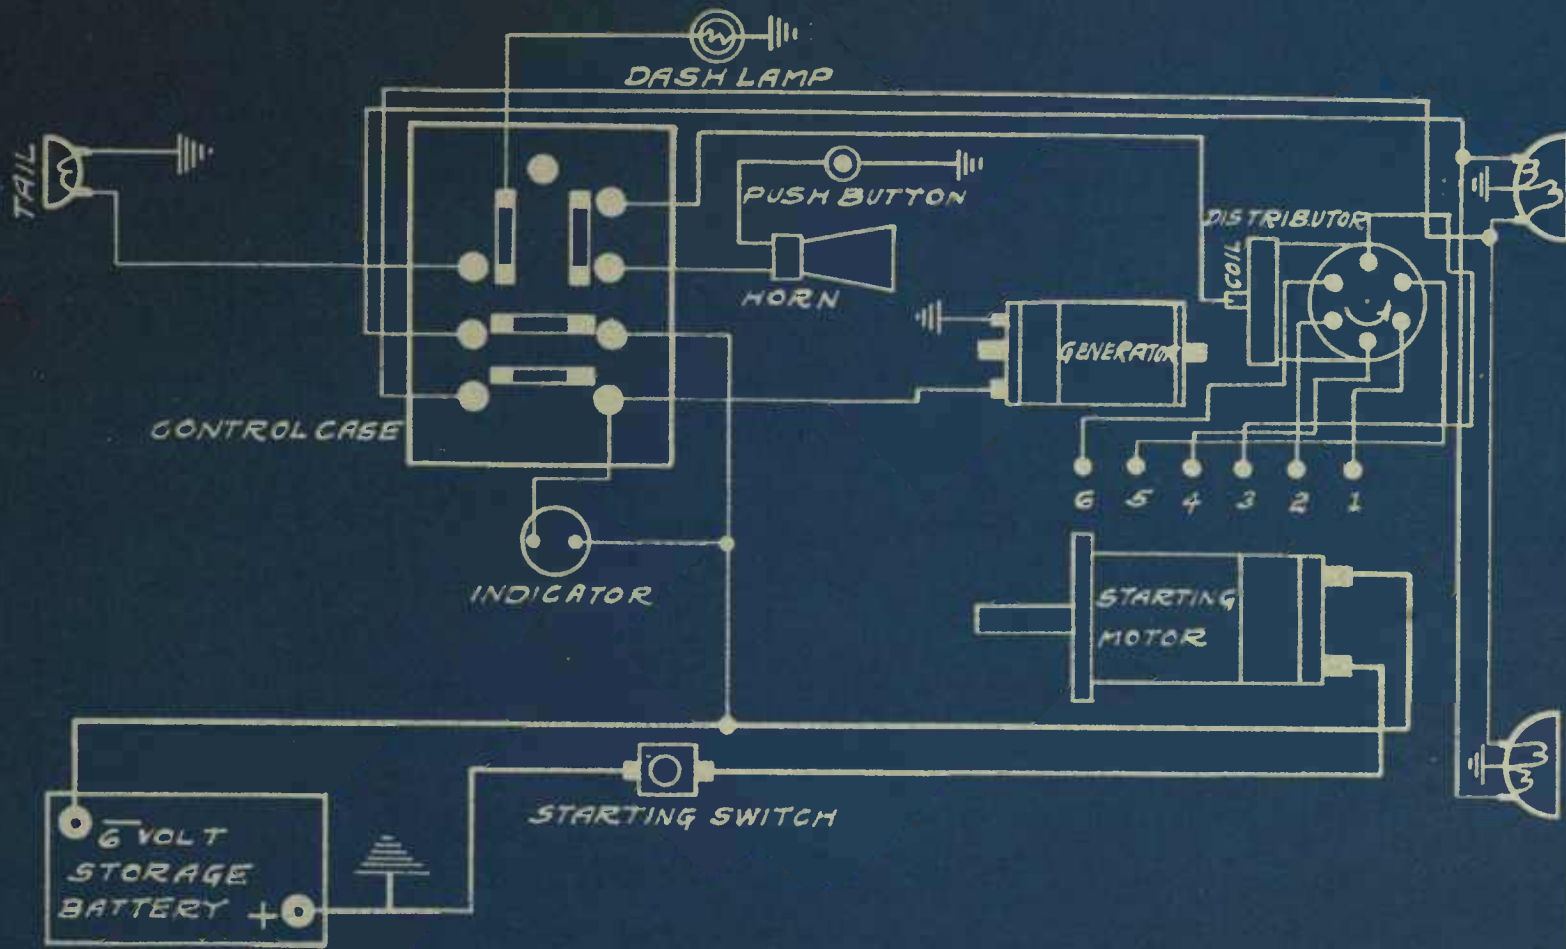 DASH LAMP
TAIL
PUSH BUTTON
DISTRIBUTOR
COIL
HORN
GENERATOR
CONTROL CASE
6 5 4 3 2 1
INDICATOR
STARTING
MOTOR
STARTING SWITCH
6 VOLT
STORAGE
BATTERY +